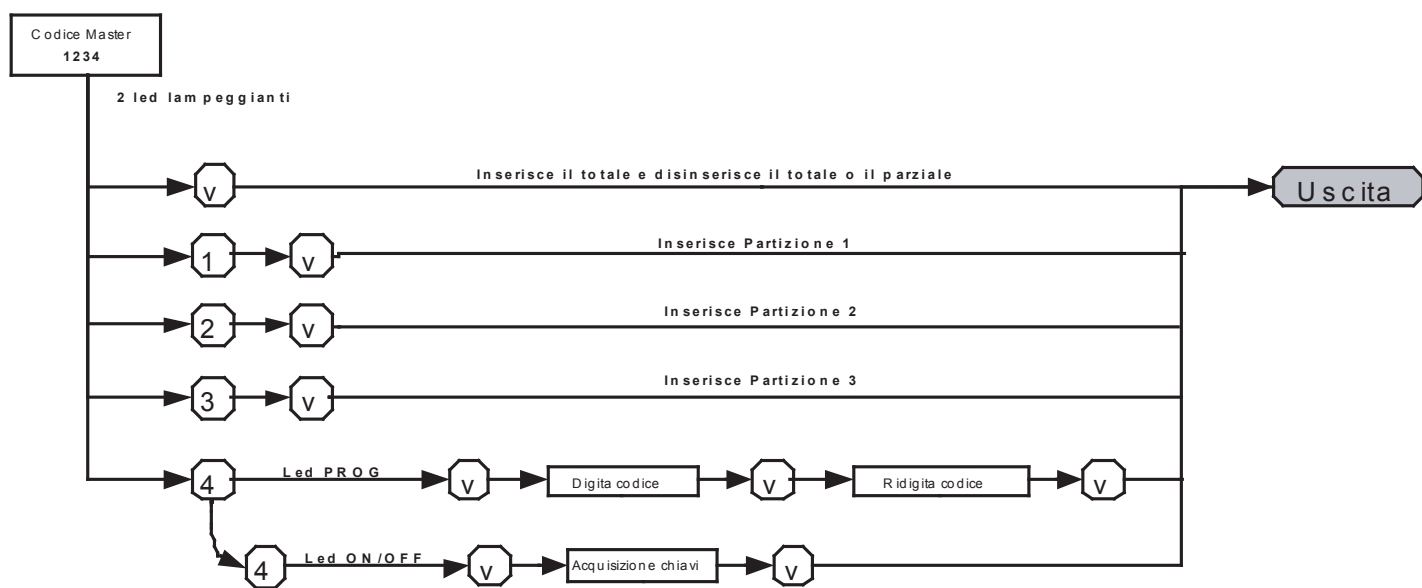 Codice Master
1234
2 led lampeggianti
v
Inserisce il totale e disinserisce il totale o il parziale
Uscita
1
v
Inserisce Partizione 1
2
v
Inserisce Partizione 2
3
v
Inserisce Partizione 3
4
Led PROG
v
Digita codice
v
Ridigita codice
v
4
Led ON/OFF
v
Acquisizione chiavi
v